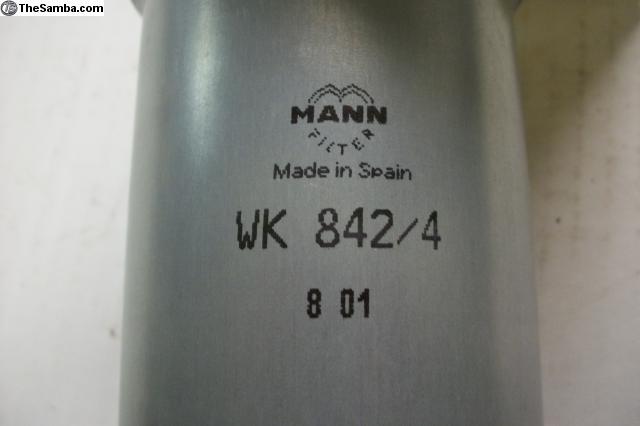 TheSamba.com
MANN
FILTER
Made in Spain
WK 842/4
8 01